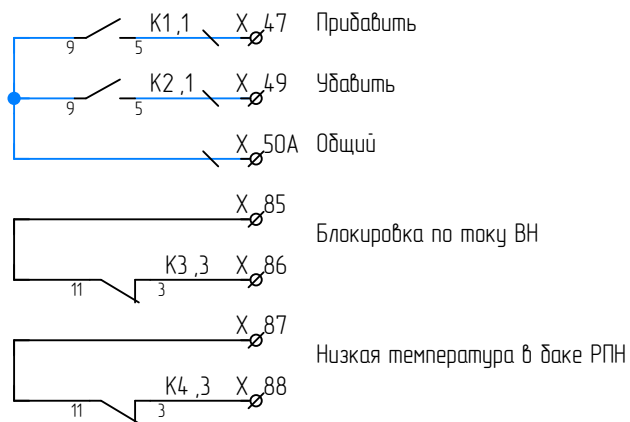 K1,1 X 47 Прибавить
9 5
K2,1 X 49 Убавить
9 5
X 50А Общий
X 85
Блокировка по току ВН
K3,3 X 86
11 3
X 87
Низкая температура в баке РПН
K4,3 X 88
11 3